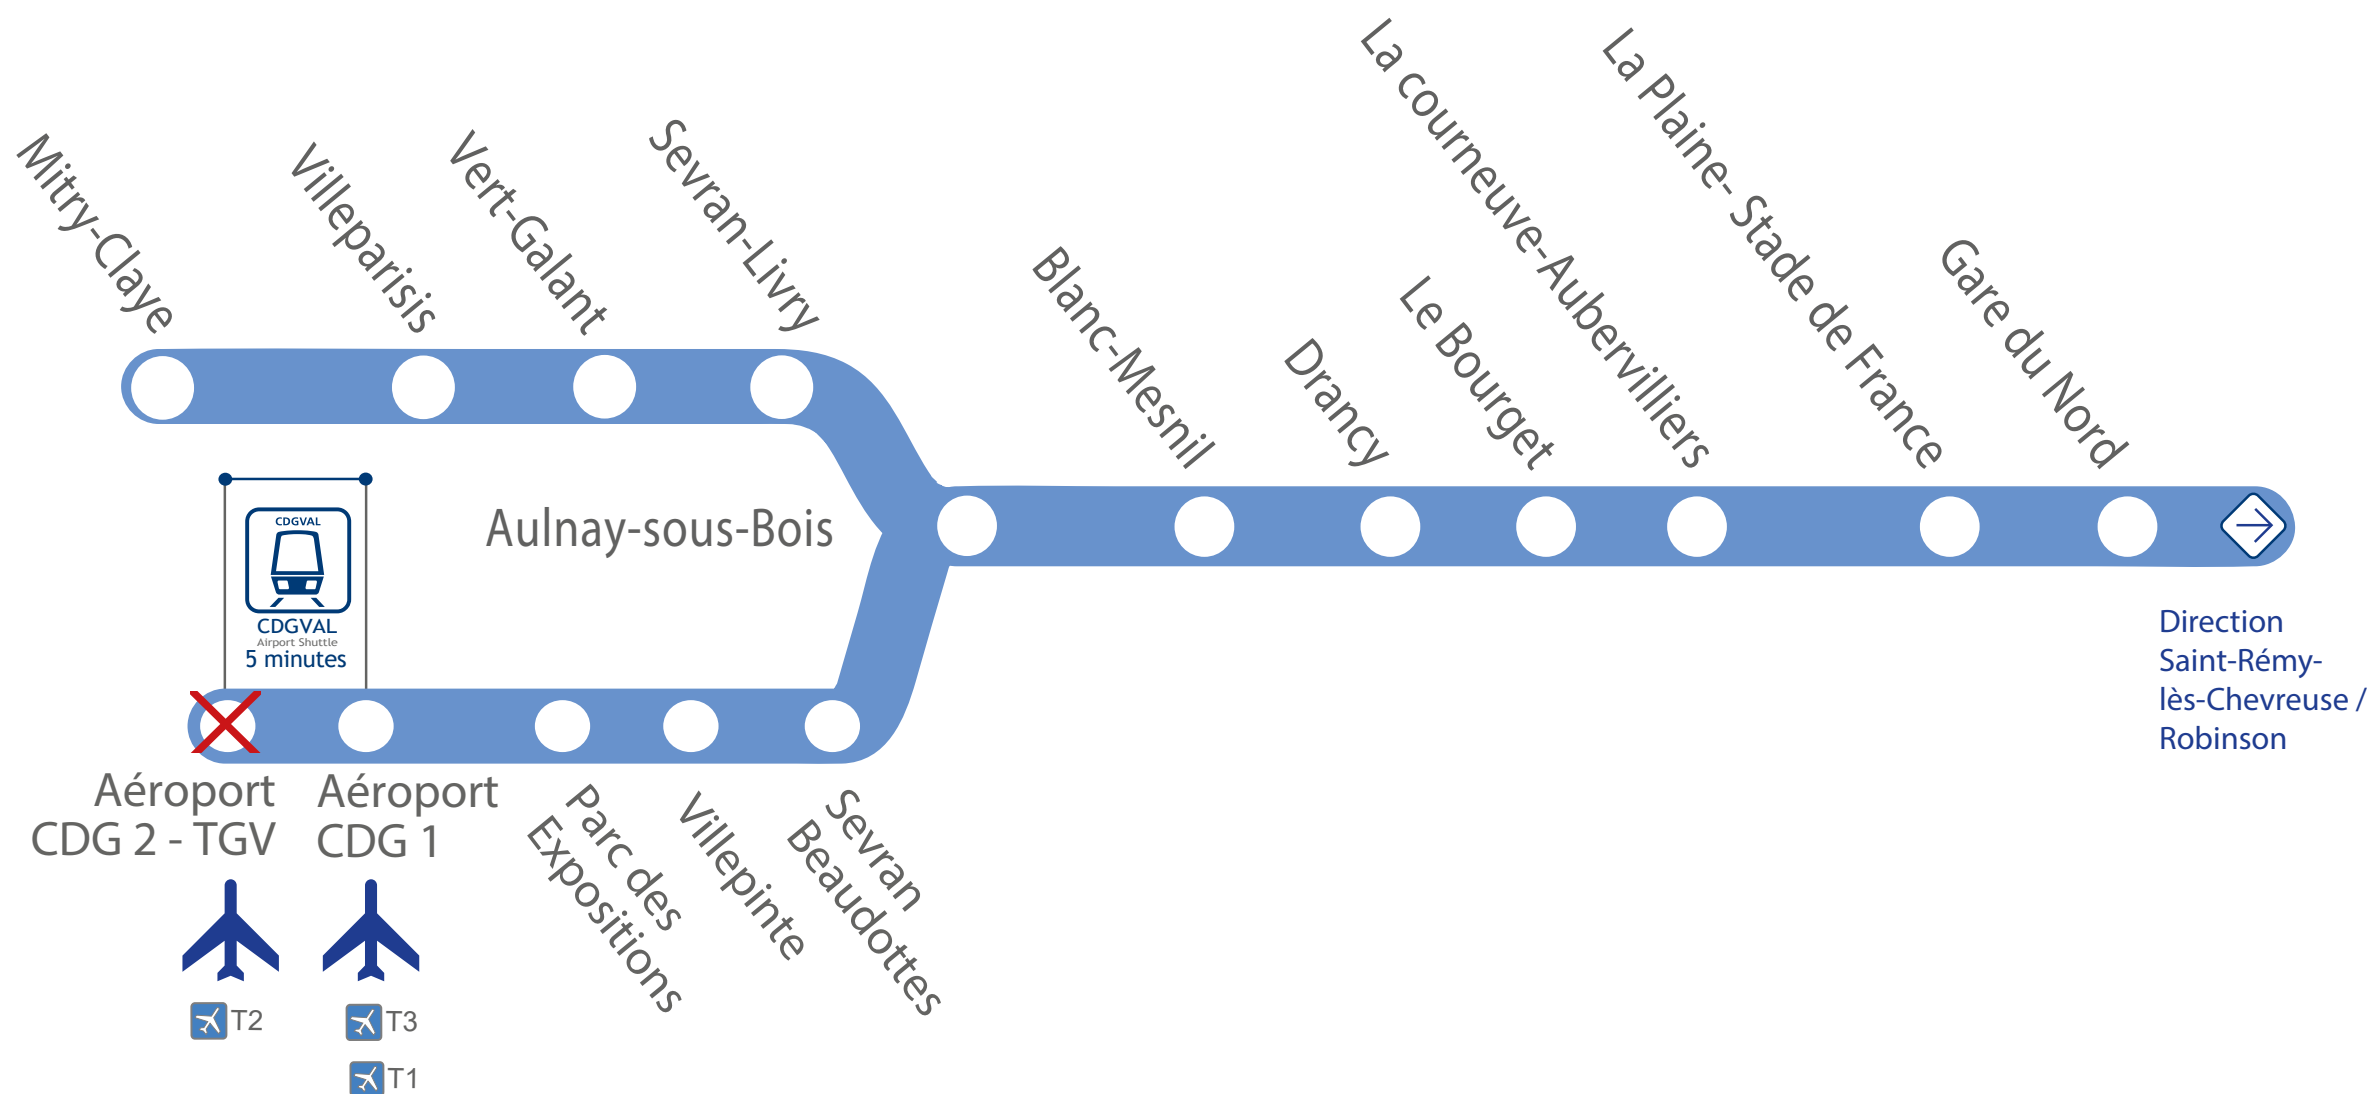 Mitry-Claye
Villeparisis
Vert-Galant
Sevran-Livry
Blanc-Mesnil
Drancy
Le Bourget
La courneuve-Aubervilliers
La Plaine- Stade de France
Gare du Nord
Aulnay-sous-Bois
CDGVAL
CDGVAL
Airport Shuttle
5 minutes
Direction
Saint-Rémy-
lès-Chevreuse /
Robinson
Aéroport
CDG 2 - TGV
Aéroport
CDG 1
Parc des
Expositions
Villepinte
Sevran
Beaudottes
T2
T3
T1